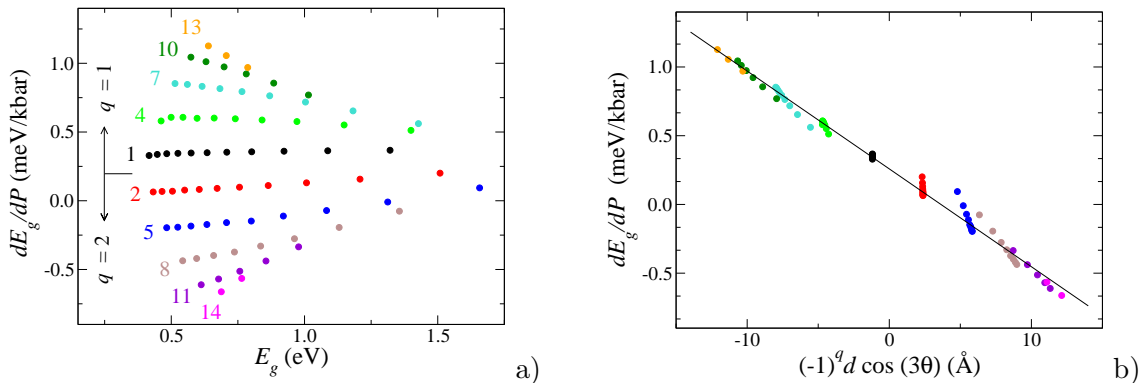 13
10
7
4
1
2
5
8
11
14
q = 1
q = 2
1.0
0.5
0.0
-0.5
dE_g/dP (meV/kbar)
0.5 1.0 1.5
E_g (eV)
a)
1.0
0.5
0.0
-0.5
dE_g/dP (meV/kbar)
-10 -5 0 5 10
(-1)^q d cos (3θ) (Å)
b)